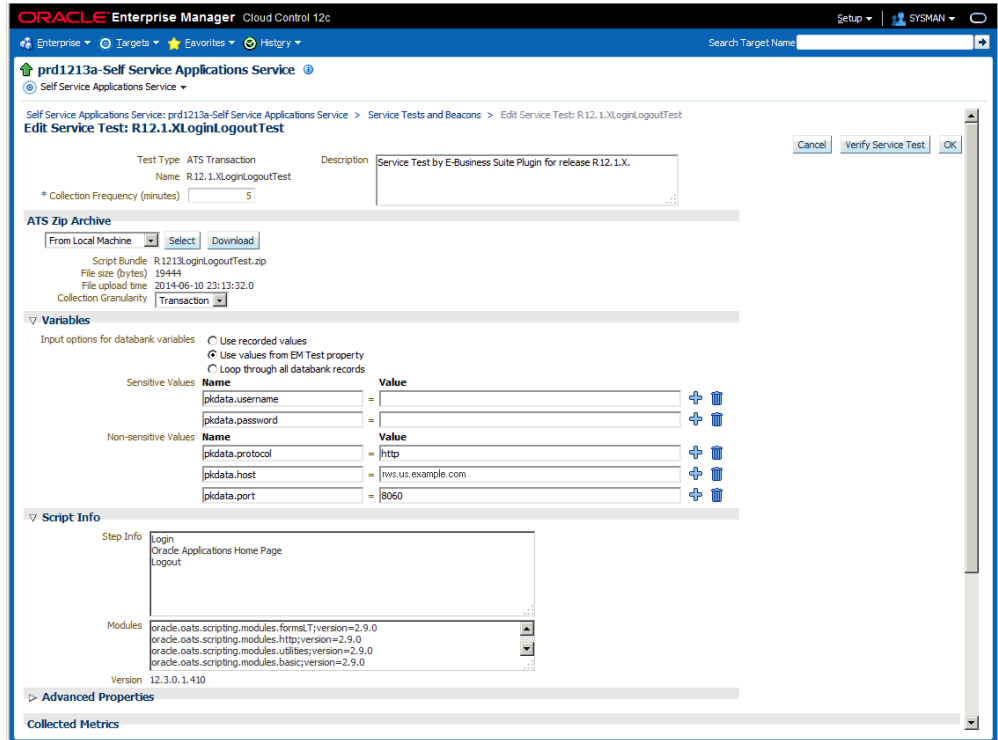 ORACLE Enterprise Manager Cloud Control 12c
Setup SYSMAN
Enterprise Targets Favorites History Search Target Name
prd1213a-Self Service Applications Service
Self Service Applications Service
Self Service Applications Service: prd1213a-Self Service Applications Service > Service Tests and Beacons > Edit Service Test: R12.1.XLoginLogoutTest
Edit Service Test: R12.1.XLoginLogoutTest
Cancel Verify Service Test OK
Test Type ATS Transaction
Name R12.1.XLoginLogoutTest
* Collection Frequency (minutes) 5
Description Service Test by E-Business Suite Plugin for release R12.1.X.
ATS Zip Archive
From Local Machine Select Download
Script Bundle R1213LoginLogoutTest.zip
File size (bytes) 19444
File upload time 2014-06-10 23:13:32.0
Collection Granularity Transaction
Variables
Input options for databank variables Use recorded values
Use values from EM Test property
Loop through all databank records
Sensitive Values Name Value
pkdata.username =
pkdata.password =
Non-sensitive Values Name Value
pkdata.protocol = http
pkdata.host = rws.us.example.com
pkdata.port = 8060
Script Info
Step Info Login
Oracle Applications Home Page
Logout
Modules oracle.oats.scripting.modules.formsLT;version=2.9.0
oracle.oats.scripting.modules.http;version=2.9.0
oracle.oats.scripting.modules.utilities;version=2.9.0
oracle.oats.scripting.modules.basic;version=2.9.0
Version 12.3.0.1.410
Advanced Properties
Collected Metrics